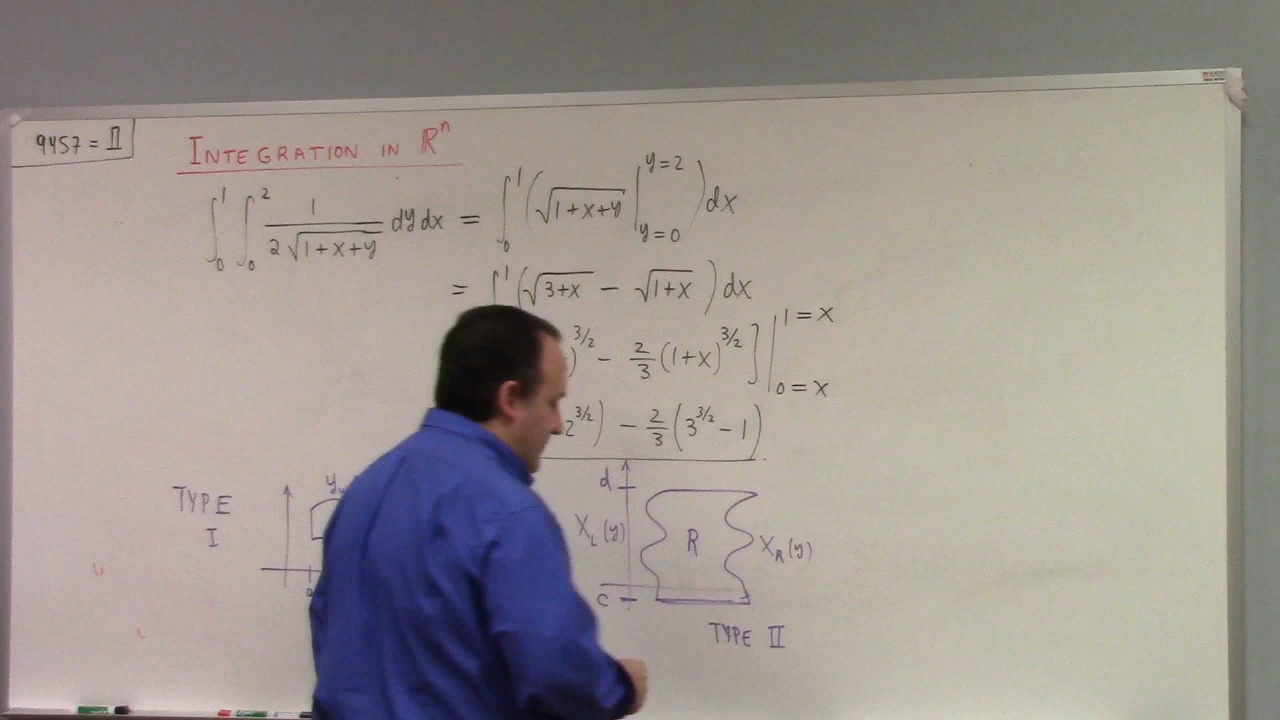 9457 = II
INTEGRATION IN ℝⁿ
∫₀¹ ∫₀² 1/(2√(1+x+y)) dy dx = ∫₀¹ (√(1+x+y) |_{y=0}^{y=2}) dx
= ∫¹ (√(3+x) − √(1+x)) dx
)^{3/2} − 2/3 (1+x)^{3/2} ] |_{0=x}^{1=x}
2^{3/2}) − 2/3 (3^{3/2} − 1)
TYPE
I
d
X_L(y)
R
X_R(y)
c
TYPE II